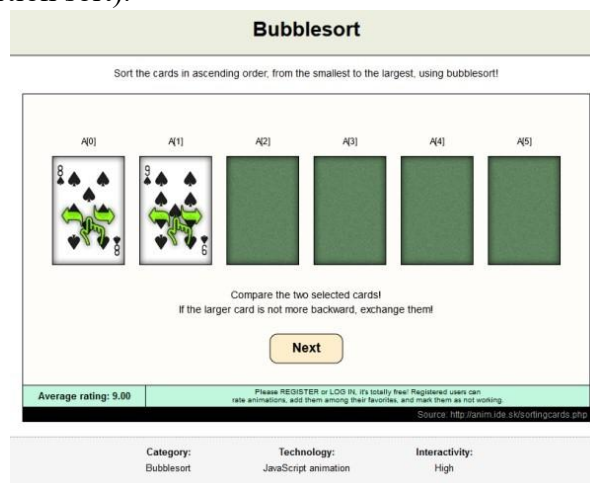 Bubblesort
Sort the cards in ascending order, from the smallest to the largest, using bubblesort!
A[0] A[1] A[2] A[3] A[4] A[5]
8 9
8 9
Compare the two selected cards!
If the larger card is not more backward, exchange them!
Next
Average rating: 9.00
Please REGISTER or LOG IN, it's totally free! Registered users can
rate animations, add them among their favorites, and mark them as not working.
Source: http://anim.ide.sk/sortingcards.php
Category: Technology: Interactivity:
Bubblesort JavaScript animation High